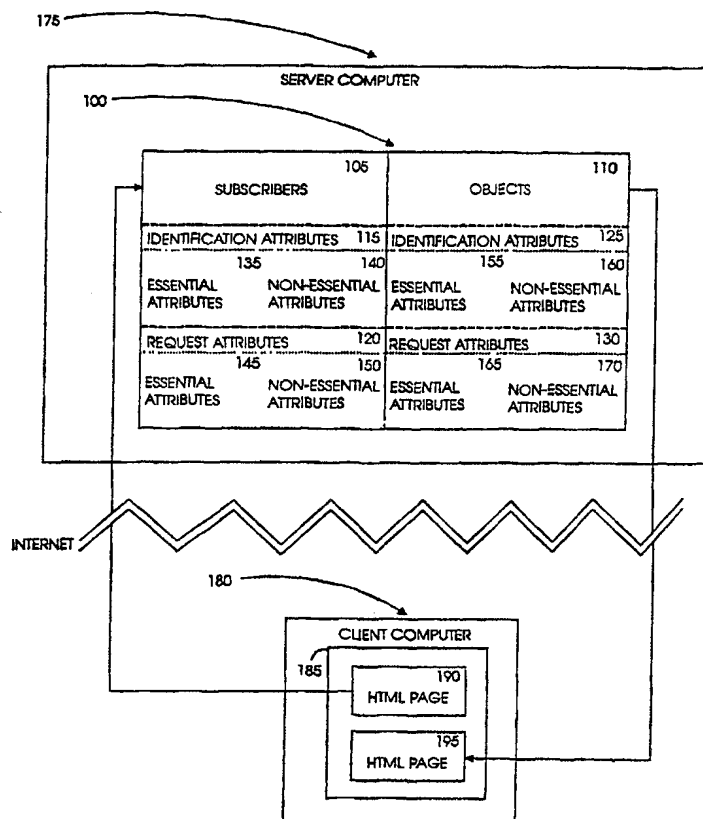 175
SERVER COMPUTER
100
105
110
SUBSCRIBERS
OBJECTS
IDENTIFICATION ATTRIBUTES 115
IDENTIFICATION ATTRIBUTES 125
135
140
155
160
ESSENTIAL ATTRIBUTES
NON-ESSENTIAL ATTRIBUTES
ESSENTIAL ATTRIBUTES
NON-ESSENTIAL ATTRIBUTES
REQUEST ATTRIBUTES 120
REQUEST ATTRIBUTES 130
145
150
165
170
ESSENTIAL ATTRIBUTES
NON-ESSENTIAL ATTRIBUTES
ESSENTIAL ATTRIBUTES
NON-ESSENTIAL ATTRIBUTES
INTERNET
180
CLIENT COMPUTER
185
190
HTML PAGE
195
HTML PAGE